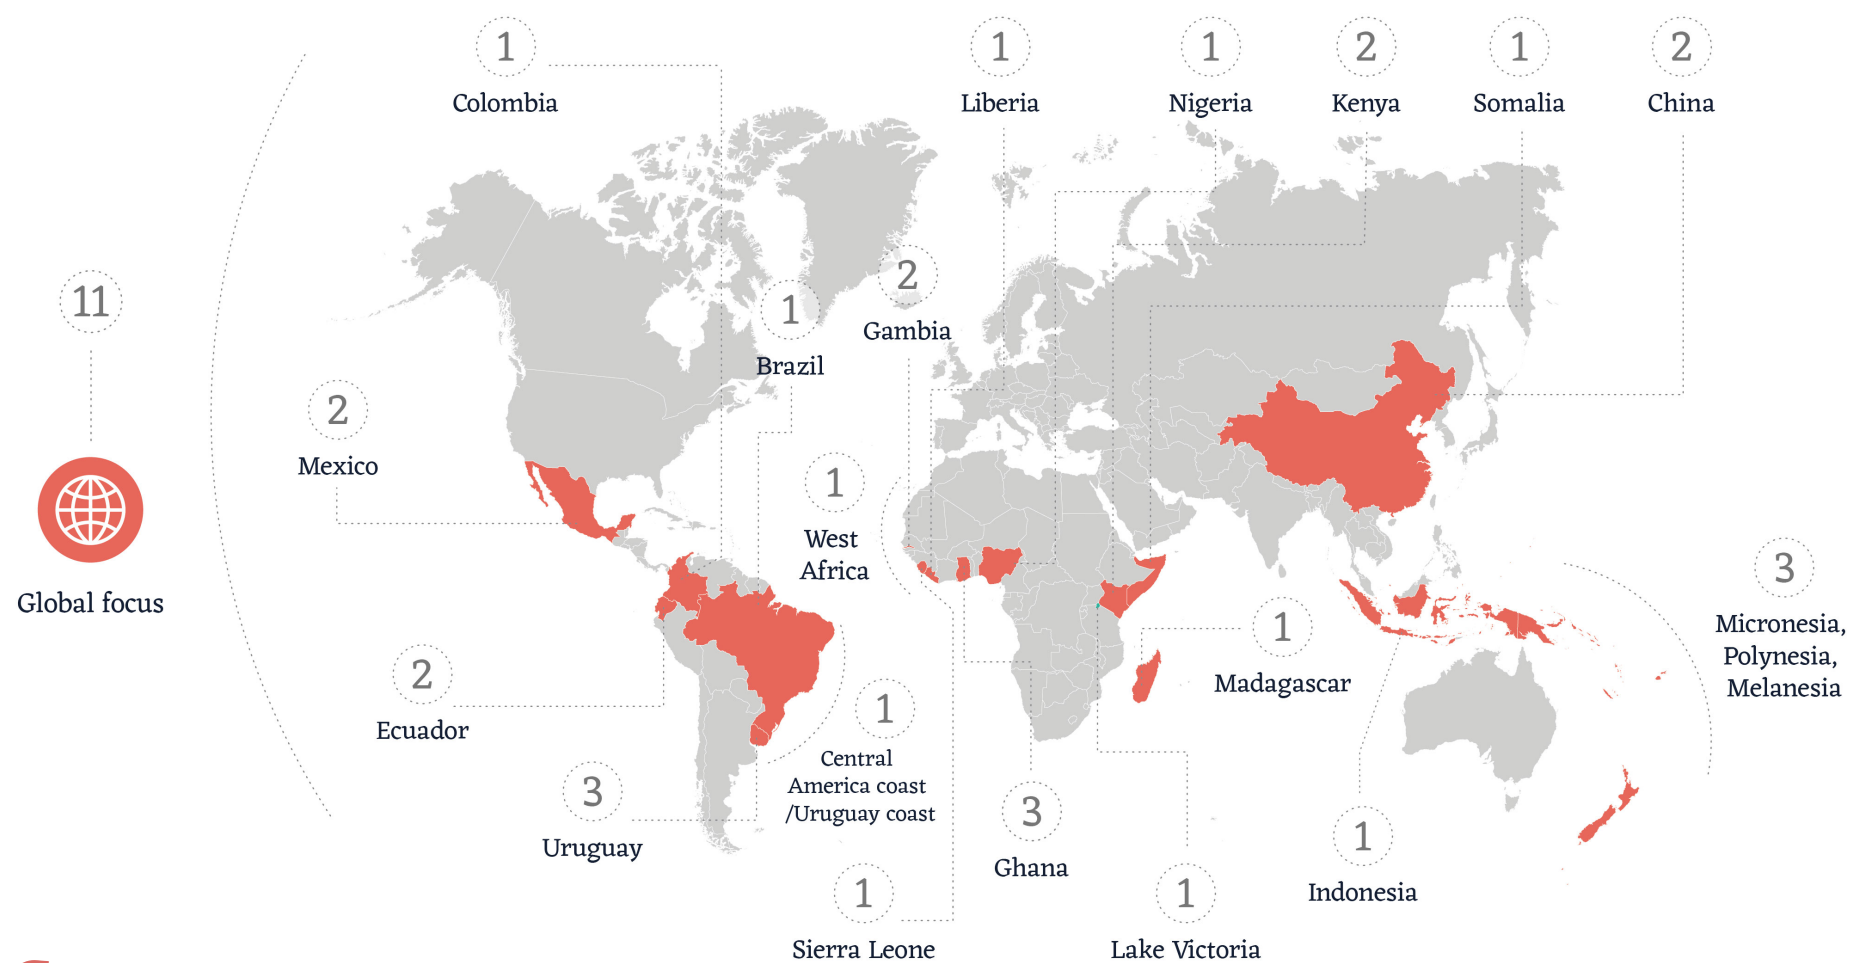 1
Colombia
1
Liberia
1
Nigeria
2
Kenya
1
Somalia
2
China
11
Global focus
2
Mexico
1
Brazil
2
Gambia
1
West
Africa
2
Ecuador
3
Uruguay
1
Central
America coast
/Uruguay coast
1
Sierra Leone
3
Ghana
1
Lake Victoria
1
Madagascar
1
Indonesia
3
Micronesia,
Polynesia,
Melanesia